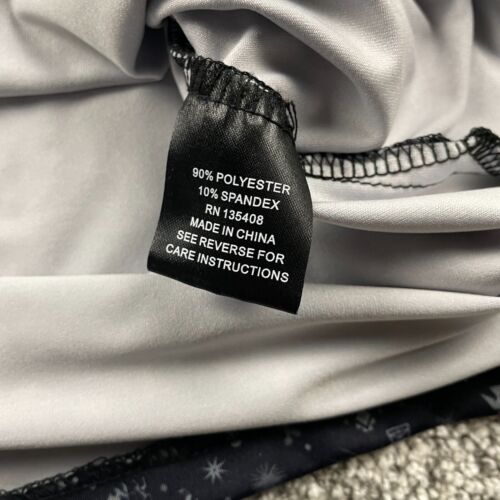 90% POLYESTER
10% SPANDEX
RN 135408
MADE IN CHINA
SEE REVERSE FOR
CARE INSTRUCTIONS